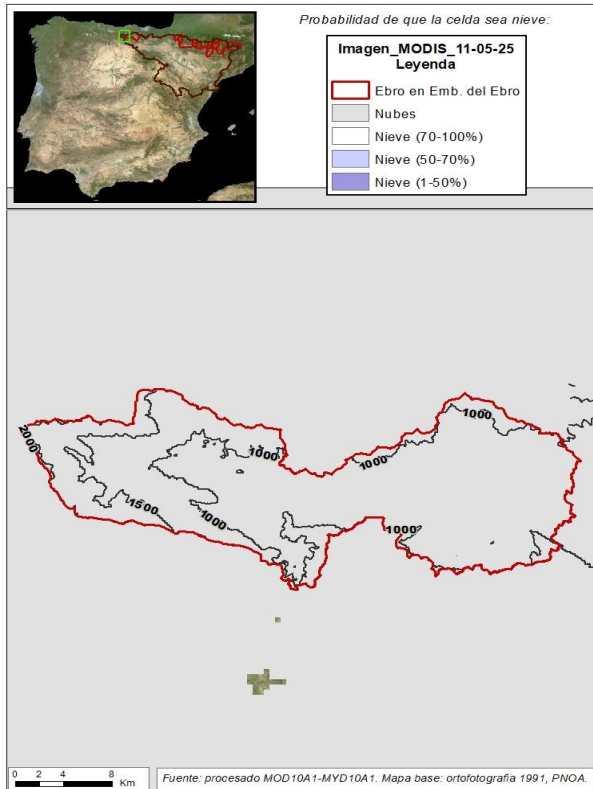 Probabilidad de que la celda sea nieve:
Imagen_MODIS_11-05-25
Leyenda
Ebro en Emb. del Ebro
Nubes
Nieve (70-100%)
Nieve (50-70%)
Nieve (1-50%)
1000
2000
1000
1000
1500
1000
1000
0 2 4 8
Km
Fuente: procesado MOD10A1-MYD10A1. Mapa base: ortofotografía 1991, PNOA.